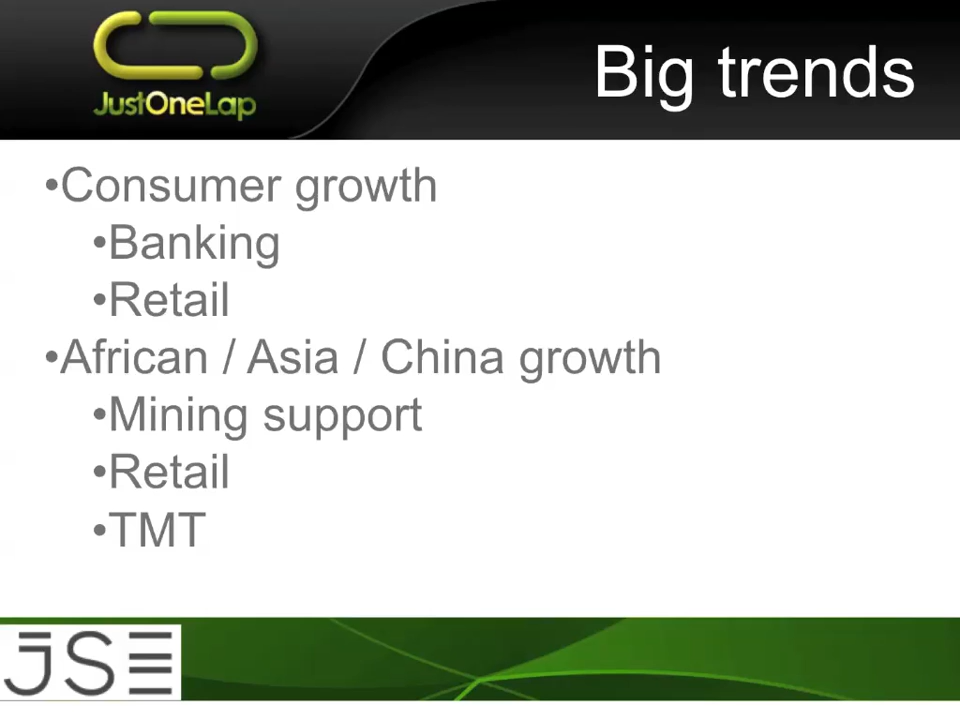 JustOneLap
Big trends
•Consumer growth
•Banking
•Retail
•African / Asia / China growth
•Mining support
•Retail
•TMT
JSE